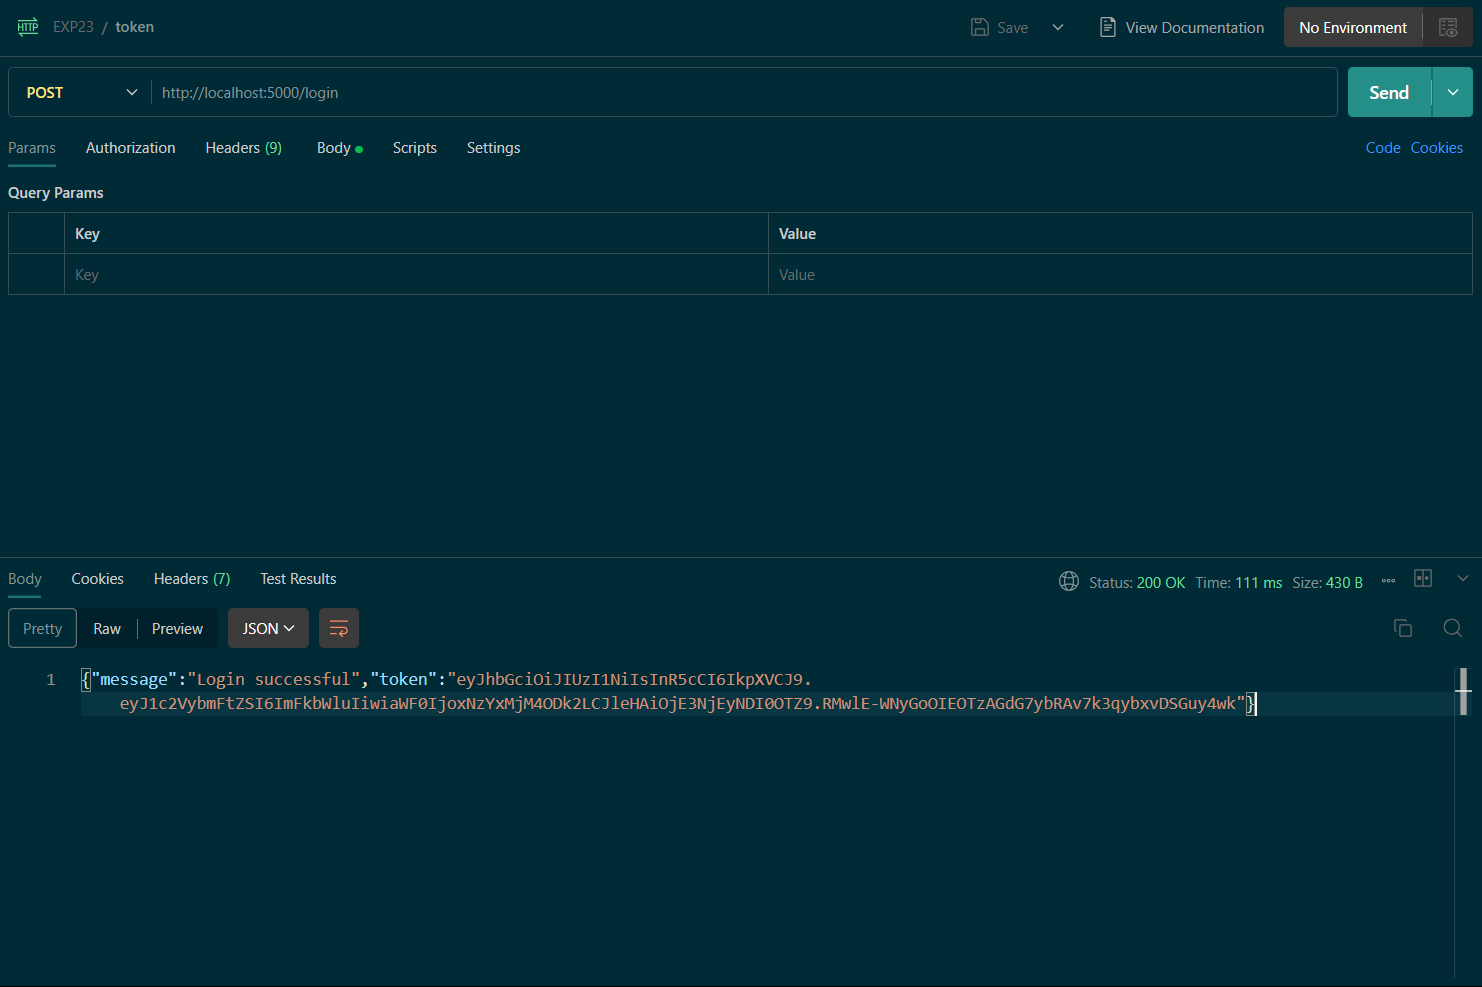 HTTP EXP23 / token Save View Documentation No Environment
POST http://localhost:5000/login Send
Params Authorization Headers (9) Body Scripts Settings Code Cookies
Query Params
Key Value
Key Value
Body Cookies Headers (7) Test Results Status: 200 OK Time: 111 ms Size: 430 B
Pretty Raw Preview JSON
1 {"message":"Login successful","token":"eyJhbGciOiJIUzI1NiIsInR5cCI6IkpXVCJ9.
eyJ1c2VybmFtZSI6ImFkbWluIiwiaWF0IjoxNzYxMjM4ODk2LCJleHAiOjE3NjEyNDI0OTZ9.RMwlE-WNyGoOIEOTzAGdG7ybRAv7k3qybxvDSGuy4wk"}